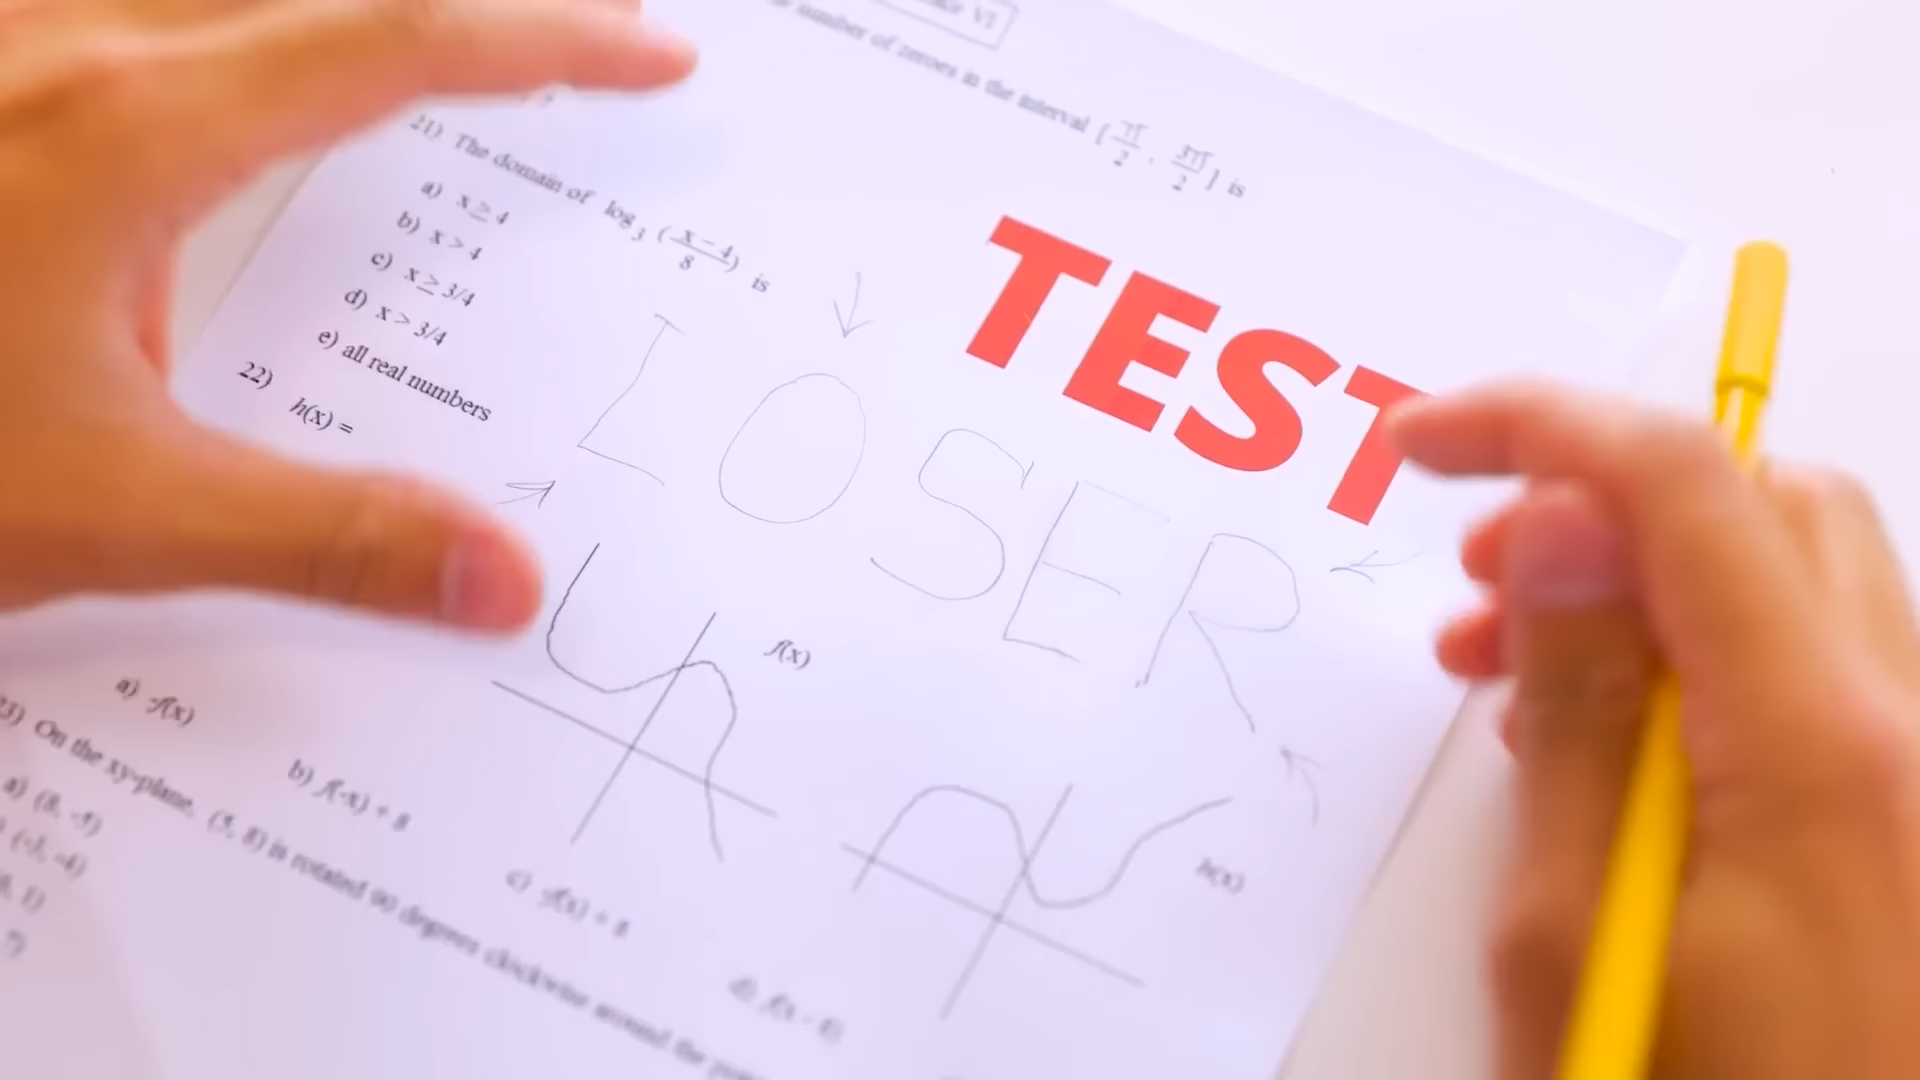 number of zeroes in the interval [π/2, 3π/2] is
21) The domain of log₃ (x-4/8) is
a) x ≥ 4
b) x > 4
c) x ≥ 3/4
d) x > 3/4
e) all real numbers
TEST
LOSER
22) h(x) =
f(x)
h(x)
a) -f(x)
b) f(-x) + 8
c) -f(x) + 8
d) f(x - 8)
23) On the xy-plane, (5, 8) is rotated 90 degrees clockwise around the
a) (8, -5)